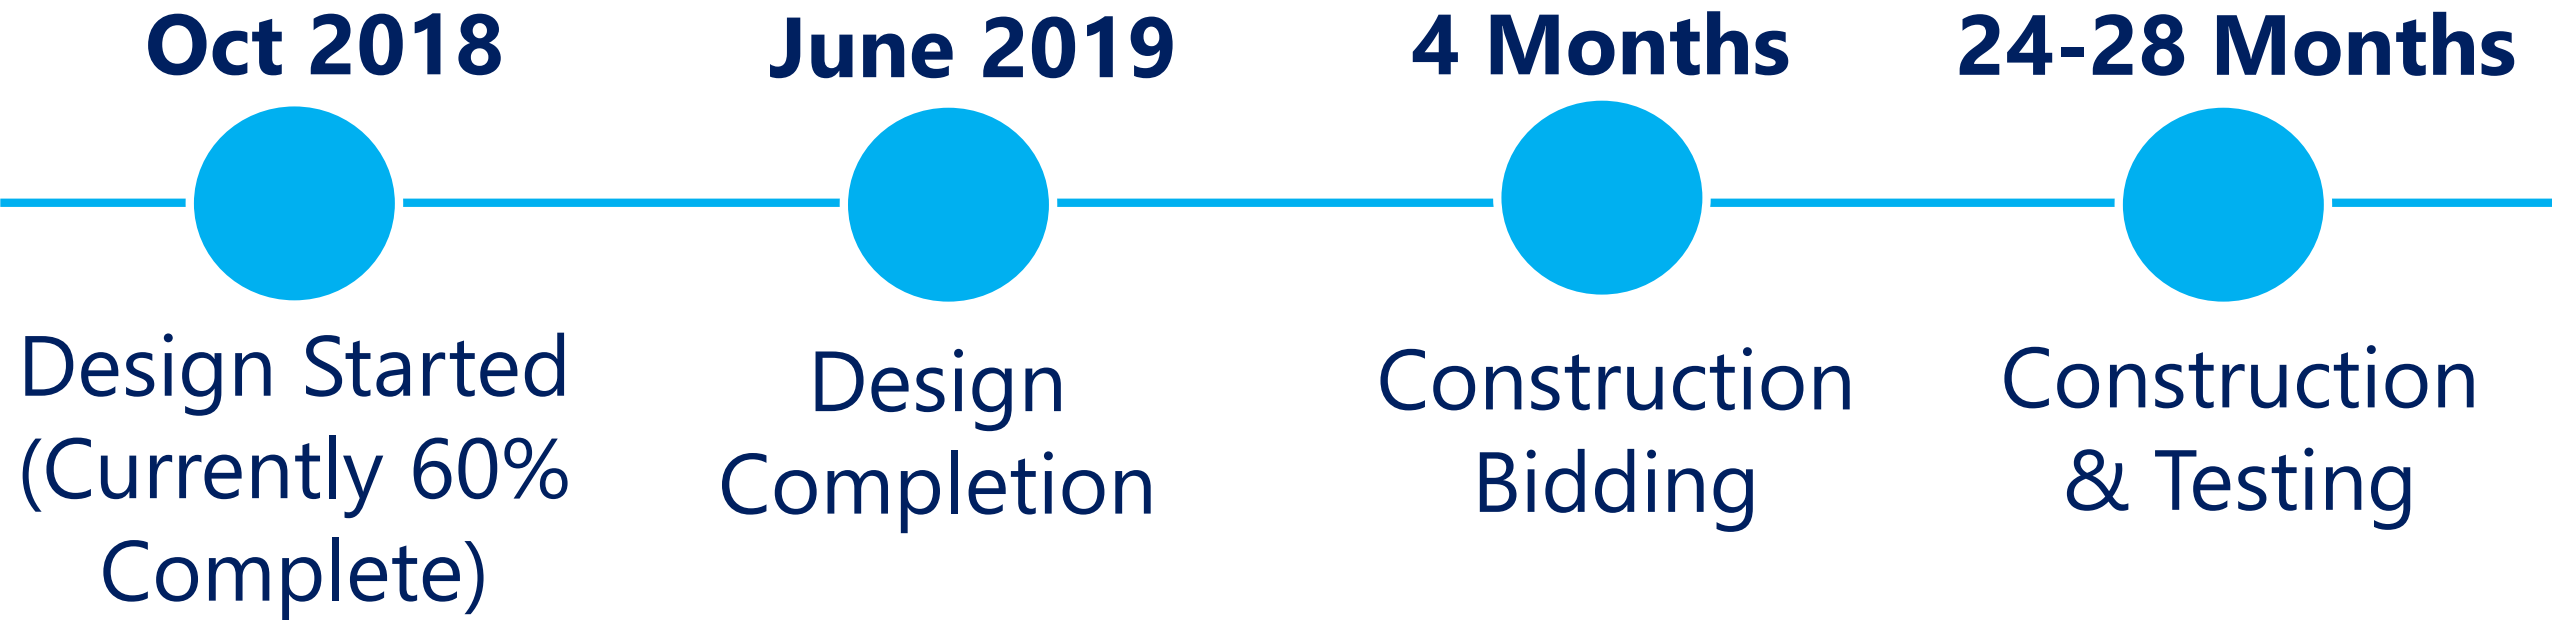 Oct 2018
Design Started
(Currently 60%
Complete)
June 2019
Design
Completion
4 Months
Construction
Bidding
24-28 Months
Construction
& Testing